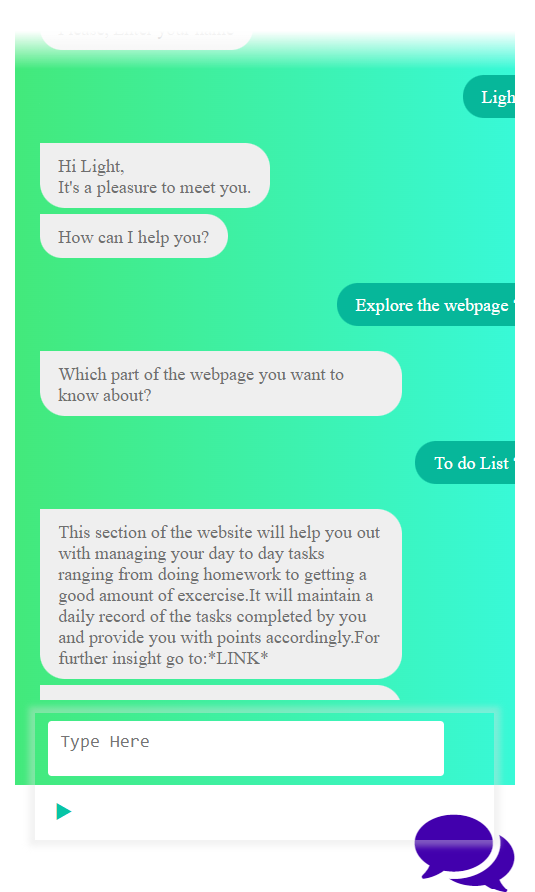 Ligh
Hi Light,
It's a pleasure to meet you.
How can I help you?
Explore the webpage
Which part of the webpage you want to
know about?
To do List
This section of the website will help you out
with managing your day to day tasks
ranging from doing homework to getting a
good amount of excercise.It will maintain a
daily record of the tasks completed by you
and provide you with points accordingly.For
further insight go to:*LINK*
Type Here